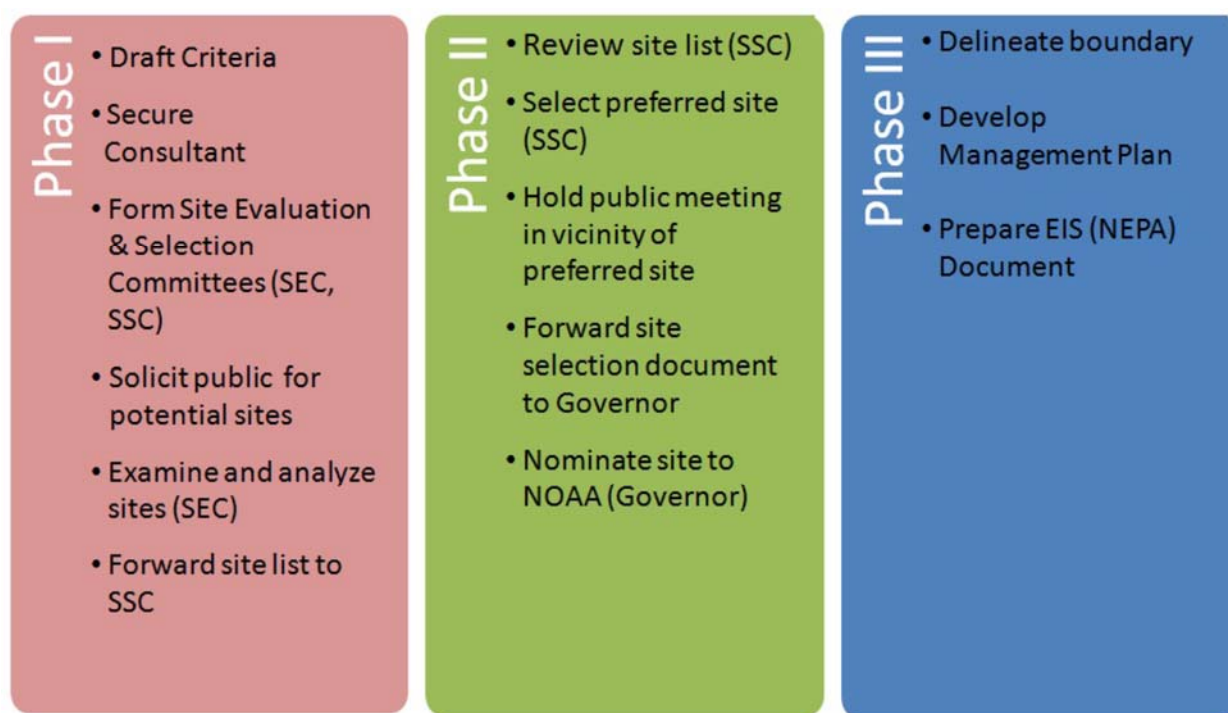 Phase I
• Draft Criteria
• Secure
Consultant
• Form Site Evaluation
& Selection
Committees (SEC,
SSC)
• Solicit public for
potential sites
• Examine and analyze
sites (SEC)
• Forward site list to
SSC
Phase II
• Review site list (SSC)
• Select preferred site
(SSC)
• Hold public meeting
in vicinity of
preferred site
• Forward site
selection document
to Governor
• Nominate site to
NOAA (Governor)
Phase III
• Delineate boundary
• Develop
Management Plan
• Prepare EIS (NEPA)
Document